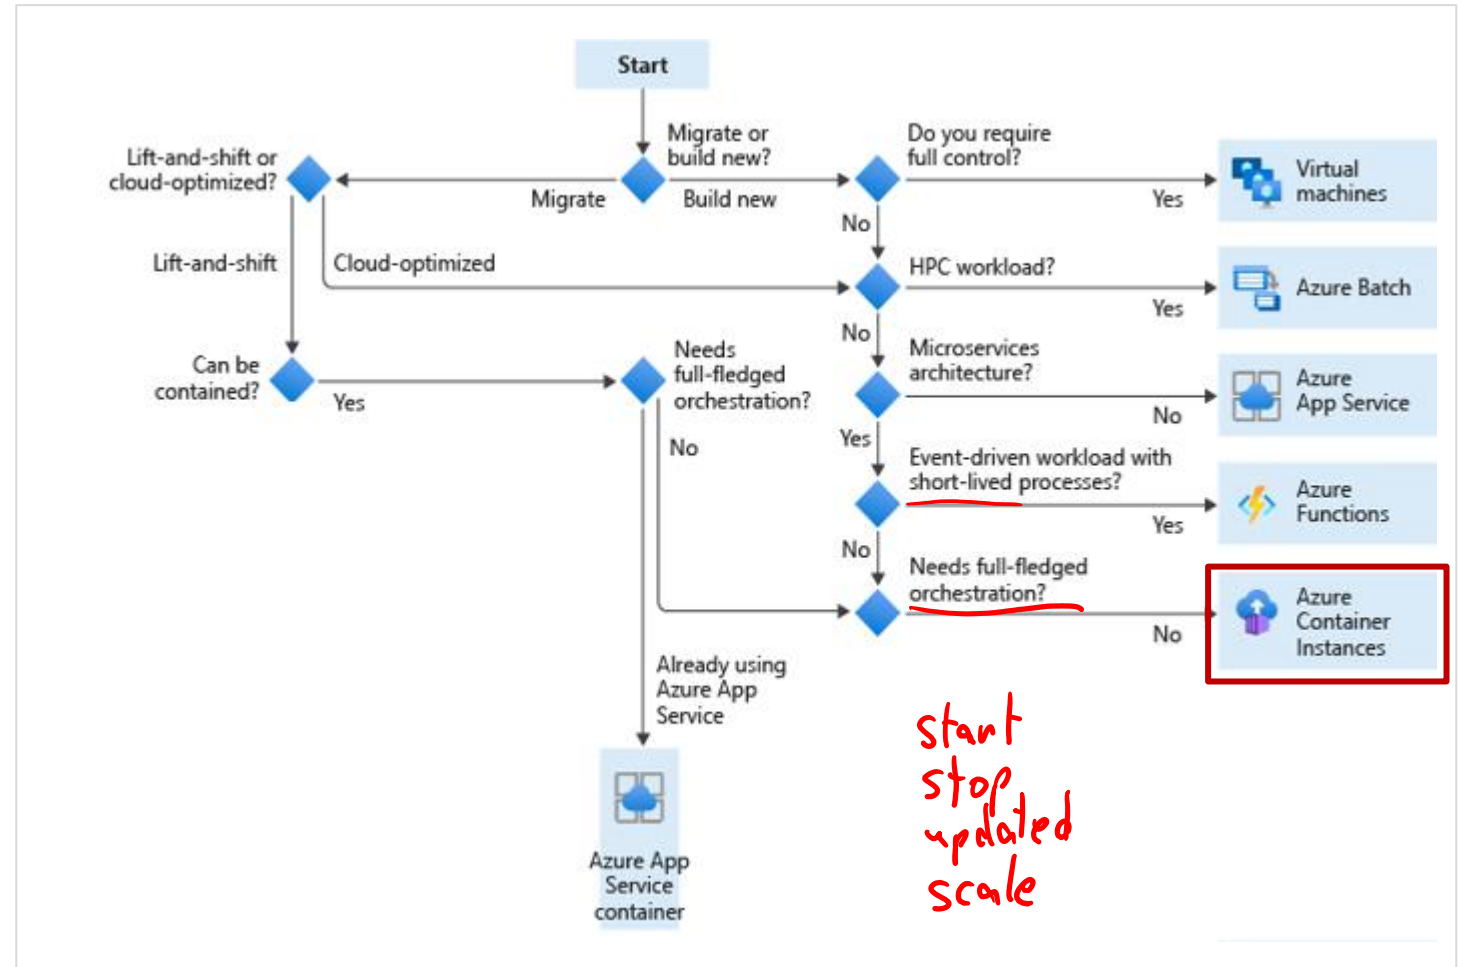 Start
Migrate or
build new?
Do you require
full control?
Lift-and-shift or
cloud-optimized?
Migrate
Build new
Yes
Virtual
machines
No
Lift-and-shift
Cloud-optimized
HPC workload?
Yes
Azure Batch
No
Can be
contained?
Yes
Needs
full-fledged
orchestration?
No
Microservices
architecture?
No
Azure
App Service
Yes
Event-driven workload with
short-lived processes?
Yes
Azure
Functions
No
Needs full-fledged
orchestration?
No
Azure
Container
Instances
Already using
Azure App
Service
Azure App
Service
container
start
stop
updated
scale